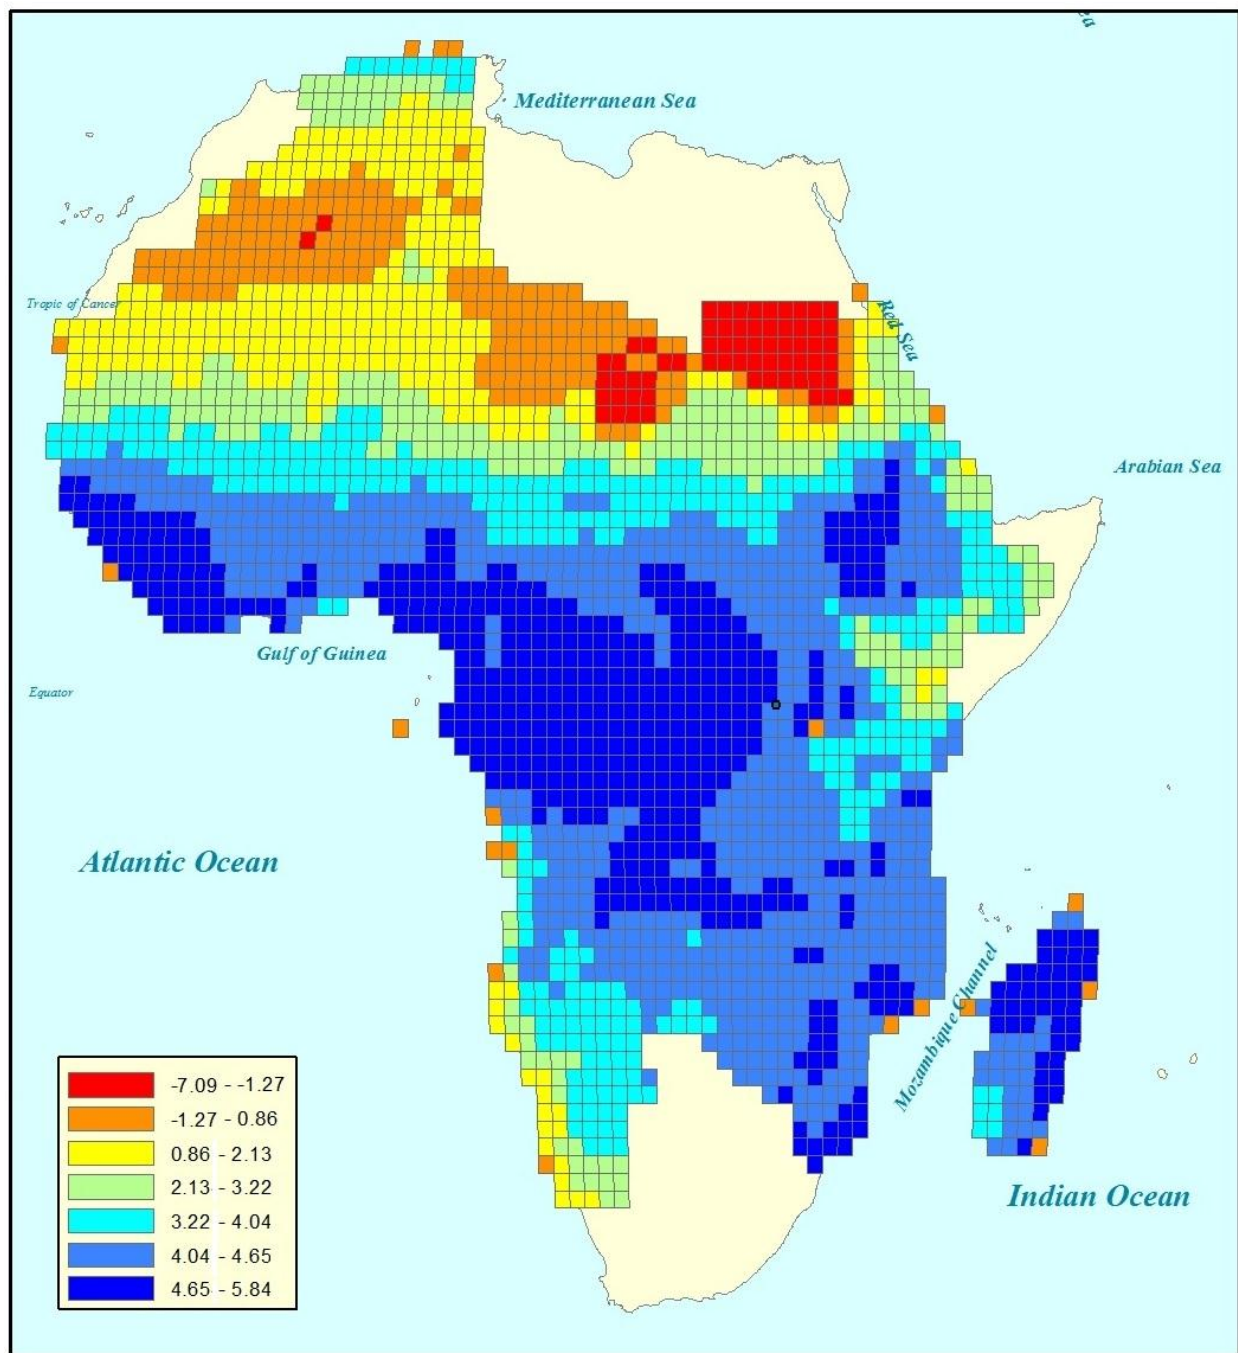 ea
Mediterranean Sea
Tropic of Cancer
Red Sea
Arabian Sea
Gulf of Guinea
Equator
Atlantic Ocean
Mozambique Channel
Indian Ocean
-7.09 - -1.27
-1.27 - 0.86
0.86 - 2.13
2.13 - 3.22
3.22 - 4.04
4.04 - 4.65
4.65 - 5.84